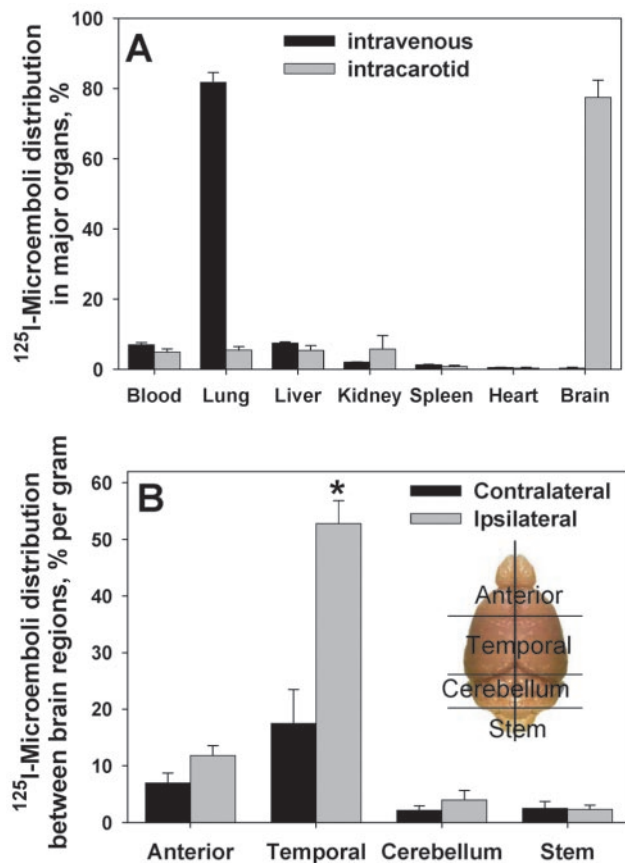 A
intravenous
intracarotid
¹²⁵I-Microemboli distribution
in major organs, %
100
80
60
40
20
0
Blood Lung Liver Kidney Spleen Heart Brain
B
*
Contralateral
Ipsilateral
¹²⁵I-Microemboli distribution
between brain regions, % per gram
60
50
40
30
20
10
0
Anterior
Temporal
Cerebellum
Stem
Anterior Temporal Cerebellum Stem